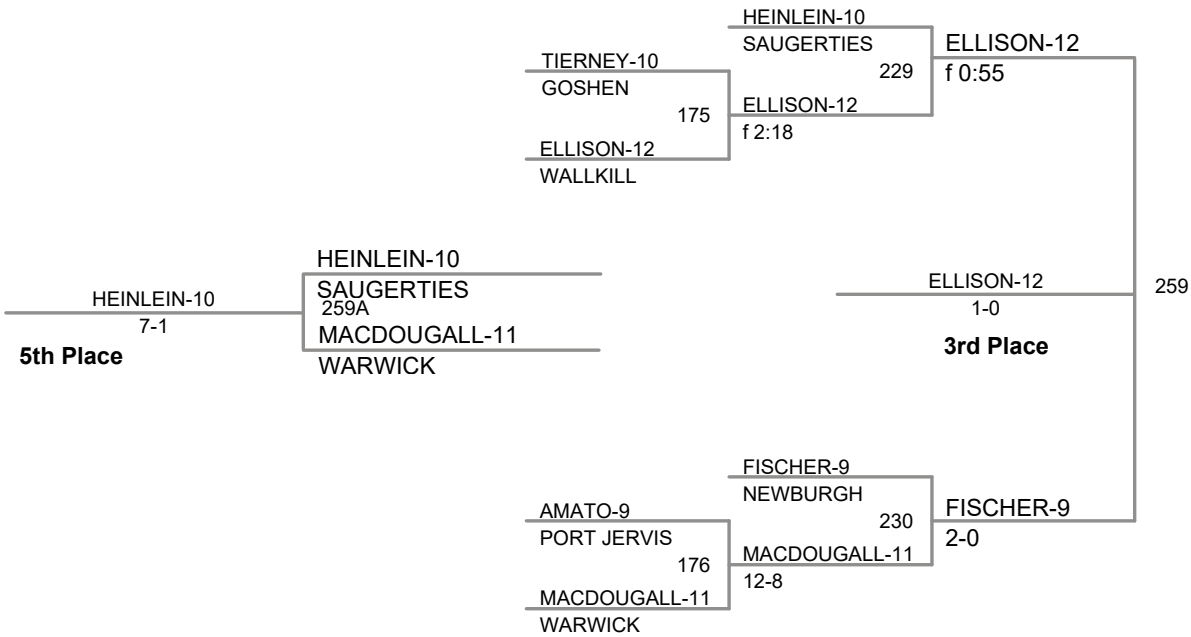 HEINLEIN-10
SAUGERTIES
ELLISON-12
229
f 0:55
TIERNEY-10
GOSHEN
175
ELLISON-12
f 2:18
ELLISON-12
WALLKILL
HEINLEIN-10
SAUGERTIES
259A
HEINLEIN-10
7-1
MACDOUGALL-11
WARWICK
5th Place
ELLISON-12
1-0
259
3rd Place
FISCHER-9
NEWBURGH
230
FISCHER-9
2-0
AMATO-9
PORT JERVIS
176
MACDOUGALL-11
12-8
MACDOUGALL-11
WARWICK